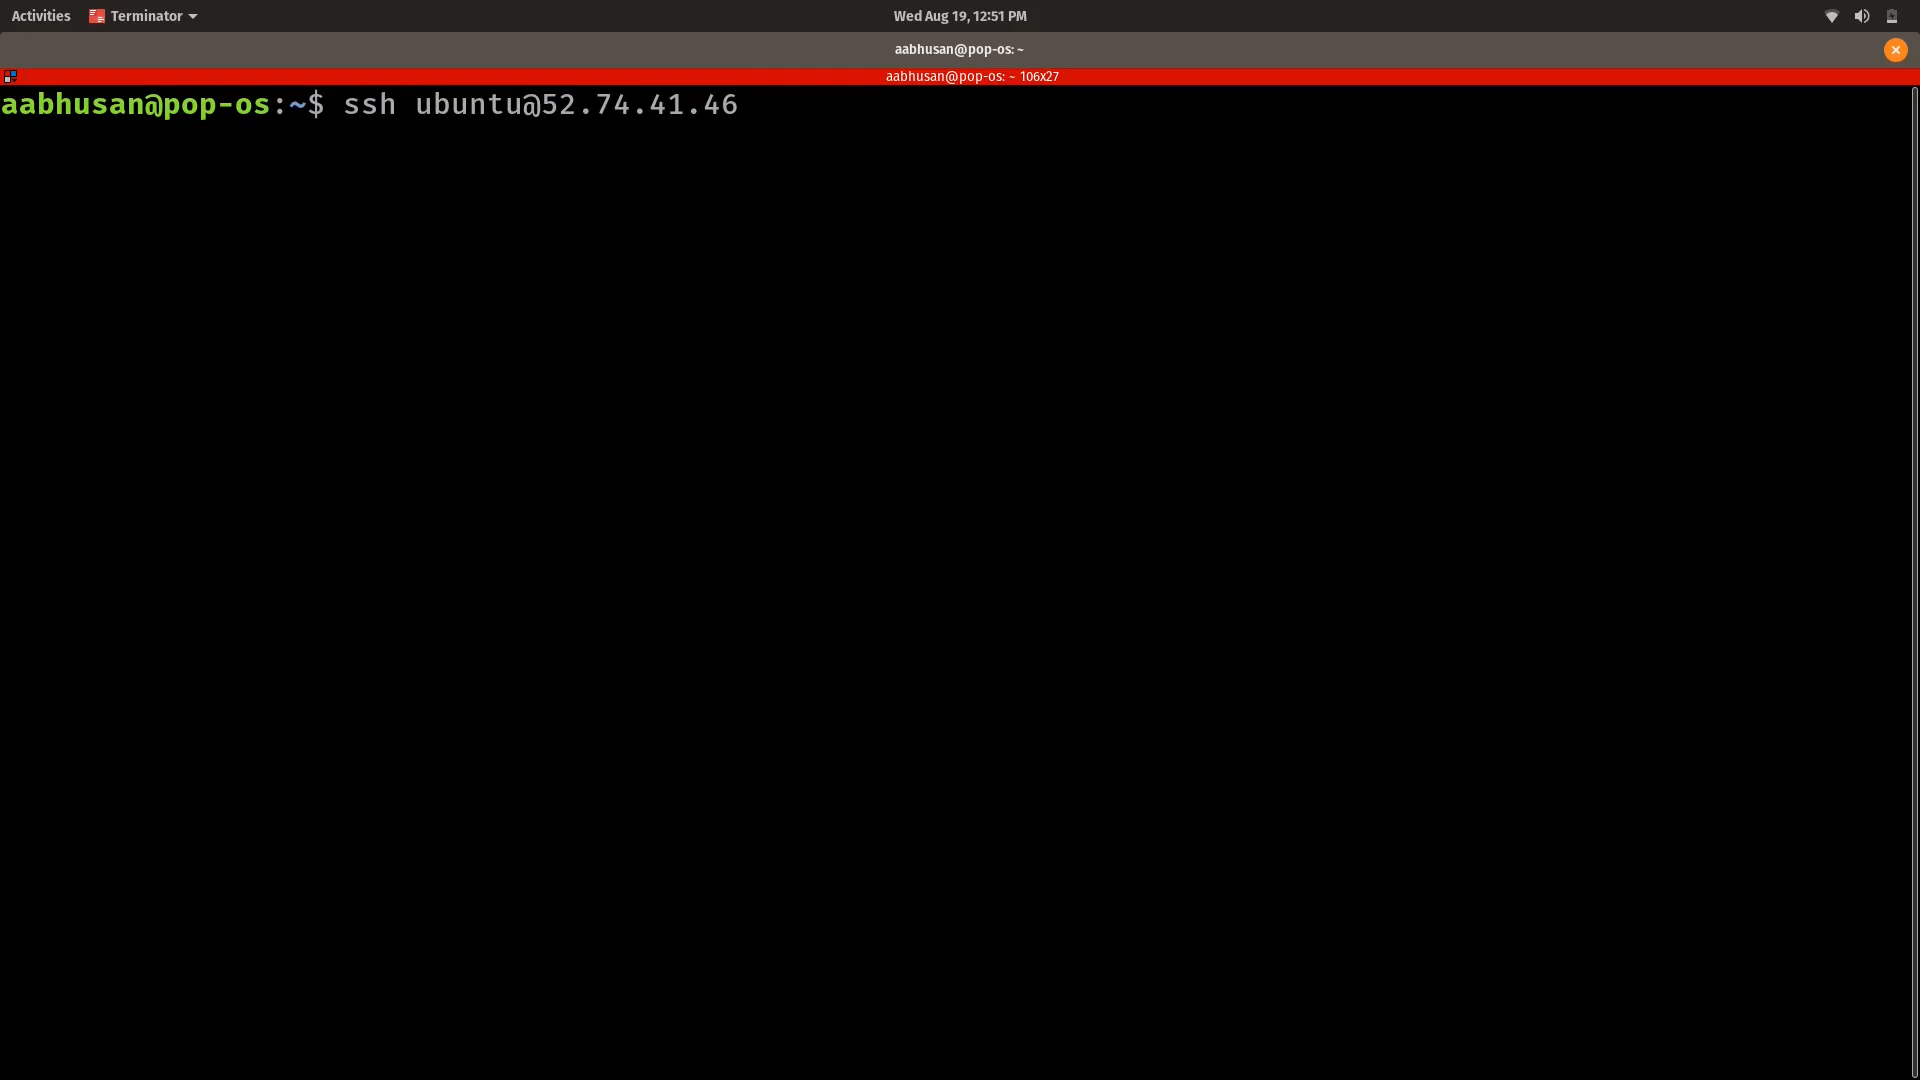 Activities Terminator Wed Aug 19, 12:51 PM
aabhusan@pop-os: ~
aabhusan@pop-os: ~ 106x27
aabhusan@pop-os:~$ ssh ubuntu@52.74.41.46